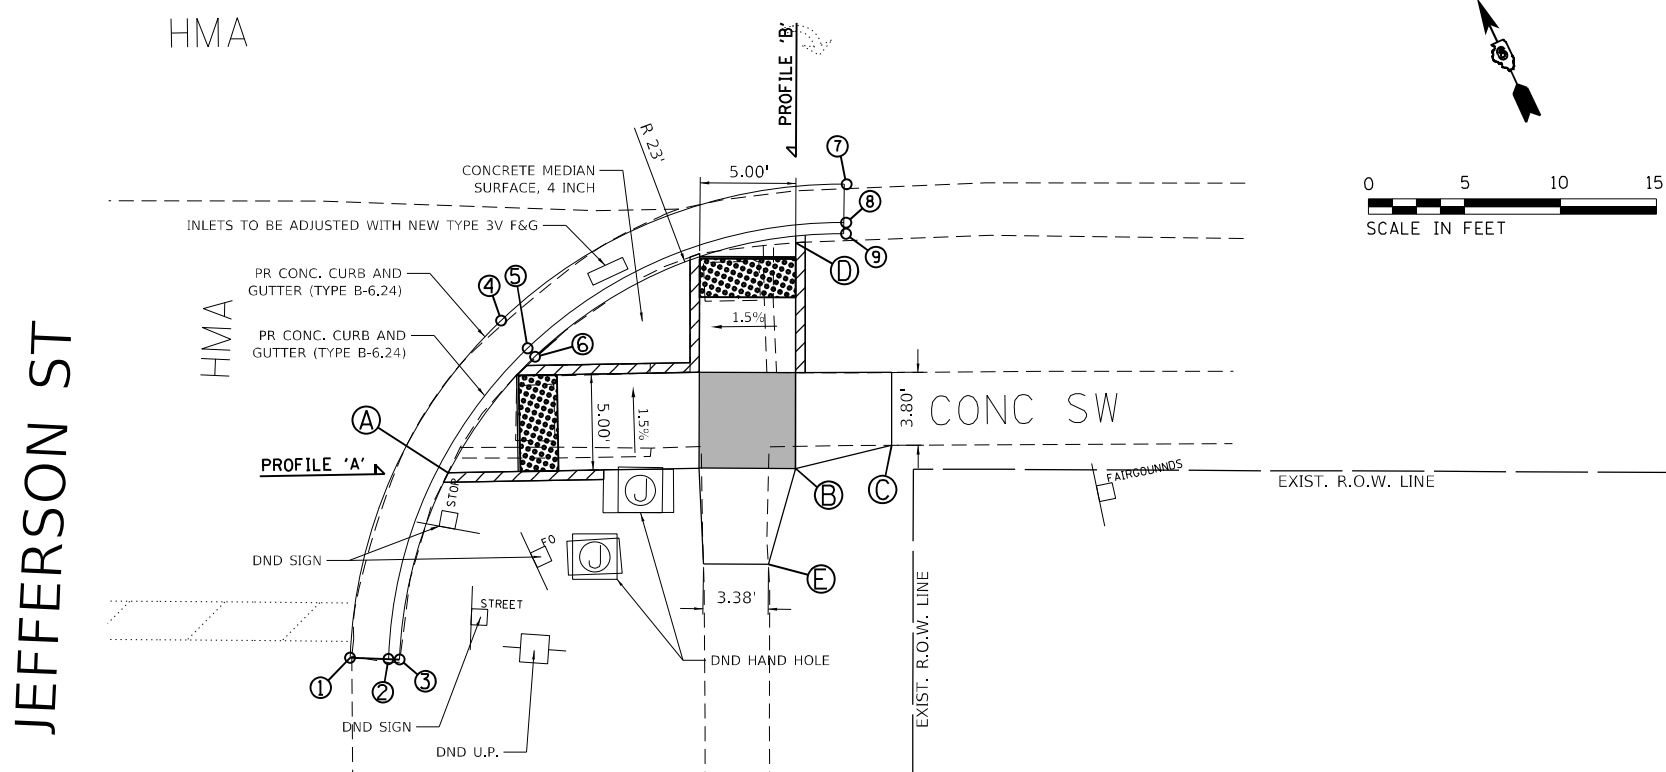 HMA
PROFILE 'B'
7
5.00'
R 23'
CONCRETE MEDIAN
SURFACE, 4 INCH
0 5 10 15
SCALE IN FEET
8
INLETS TO BE ADJUSTED WITH NEW TYPE 3V F&G
9
D
5
4
PR CONC. CURB AND
GUTTER (TYPE B-6.24)
1.5%
6
PR CONC. CURB AND
GUTTER (TYPE B-6.24)
HMA
JEFFERSON ST
A
5.00'
1.5%
3.80'
CONC SW
PROFILE 'A'
STOP
J
B
C
FAIRGOUNNDS
EXIST. R.O.W. LINE
DND SIGN
FO
J
E
3.38'
EXIST. R.O.W. LINE
STREET
DND HAND HOLE
1
2
3
DND SIGN
DND U.P.